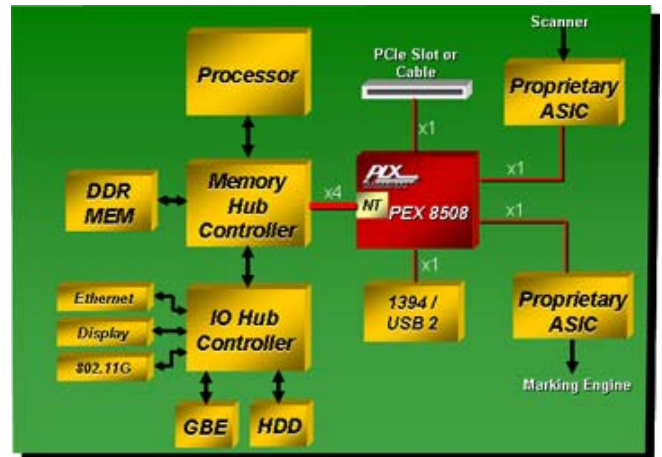 Scanner
PCIe Slot or
Cable
Processor
Proprietary
ASIC
x1
x1
PLX
DDR
MEM
Memory
Hub
Controller
x4
NT
PEX 8508
x1
x1
Ethernet
Display
802.11G
IO Hub
Controller
1394 /
USB 2
Proprietary
ASIC
GBE
HDD
Marking Engine